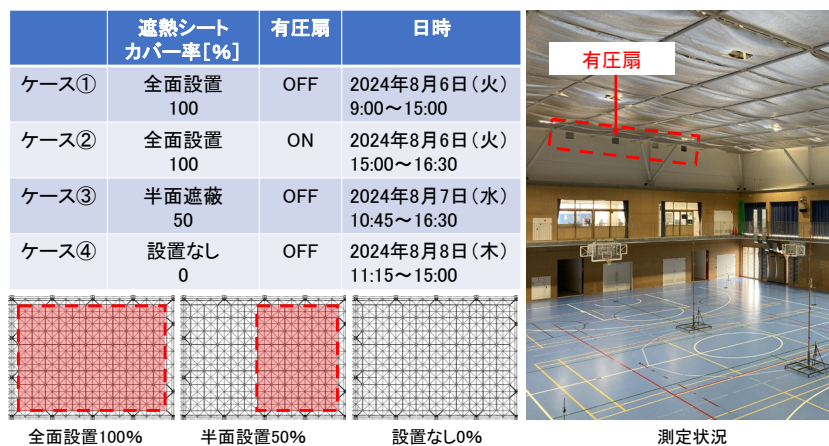 遮熱シート
カバー率[%]
有圧扇
日時
ケース①
全面設置
100
OFF
2024年8月6日(火)
9:00~15:00
ケース②
全面設置
100
ON
2024年8月6日(火)
15:00~16:30
ケース③
半面遮蔽
50
OFF
2024年8月7日(水)
10:45~16:30
ケース④
設置なし
0
OFF
2024年8月8日(木)
11:15~15:00
全面設置100%
半面設置50%
設置なし0%
有圧扇
測定状況